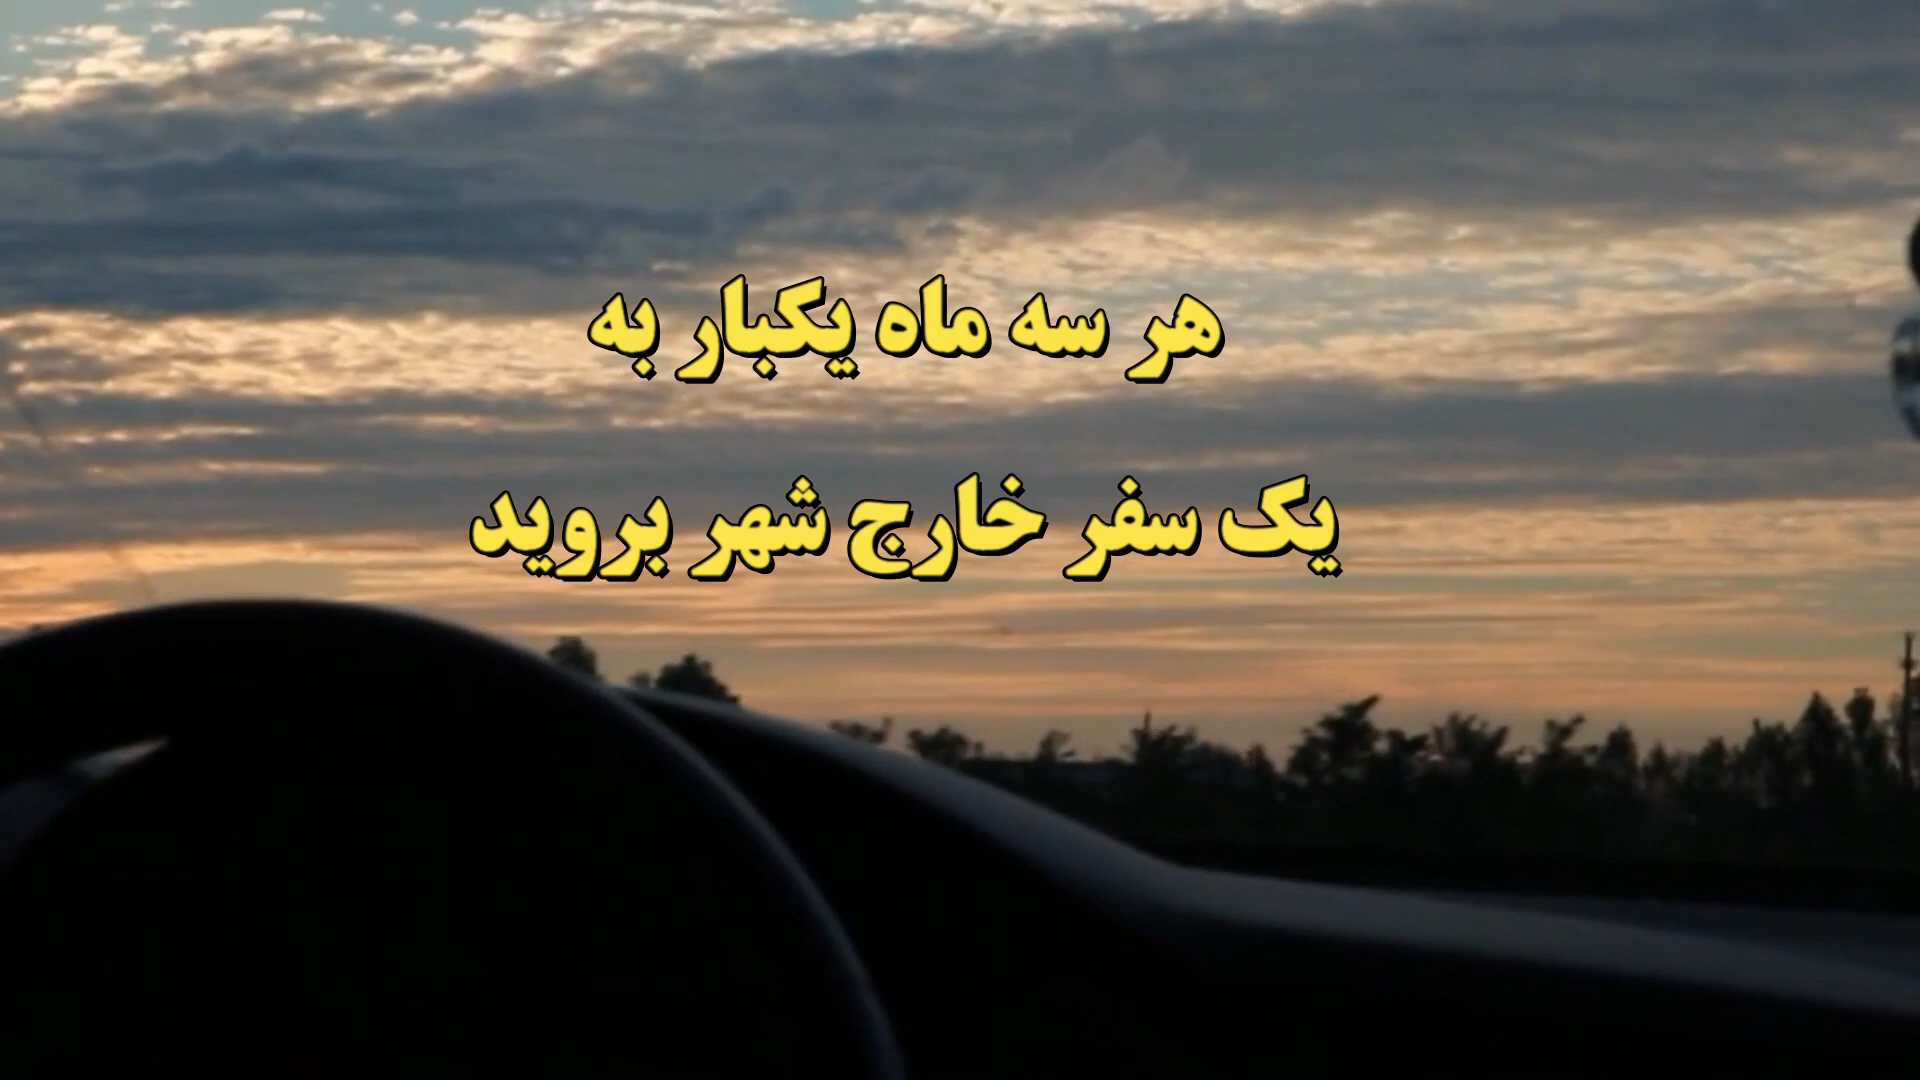 هر سه ماه یکبار به
یک سفر خارج شهر بروید